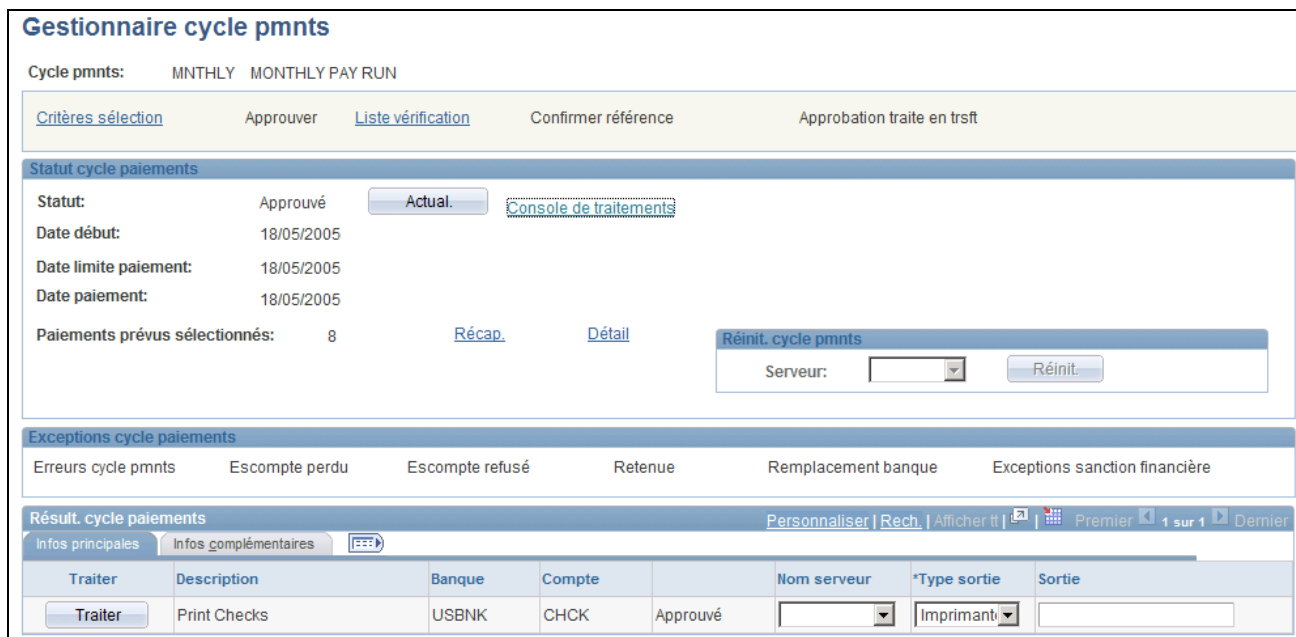 Gestionnaire cycle pmnts
Cycle pmnts: MNTHLY MONTHLY PAY RUN
Critères sélection Approuver Liste vérification Confirmer référence Approbation traite en trsft
Statut cycle paiements
Statut: Approuvé Actual. Console de traitements
Date début: 18/05/2005
Date limite paiement: 18/05/2005
Date paiement: 18/05/2005
Paiements prévus sélectionnés: 8 Récap. Détail
Réinit. cycle pmnts
Serveur: Réinit.
Exceptions cycle paiements
Erreurs cycle pmnts Escompte perdu Escompte refusé Retenue Remplacement banque Exceptions sanction financière
Résult. cycle paiements Personnaliser | Rech. | Afficher tt | | Premier 1 sur 1 Dernier
Infos principales Infos complémentaires
Traiter Description Banque Compte Nom serveur *Type sortie Sortie
Traiter Print Checks USBNK CHCK Approuvé Imprimant